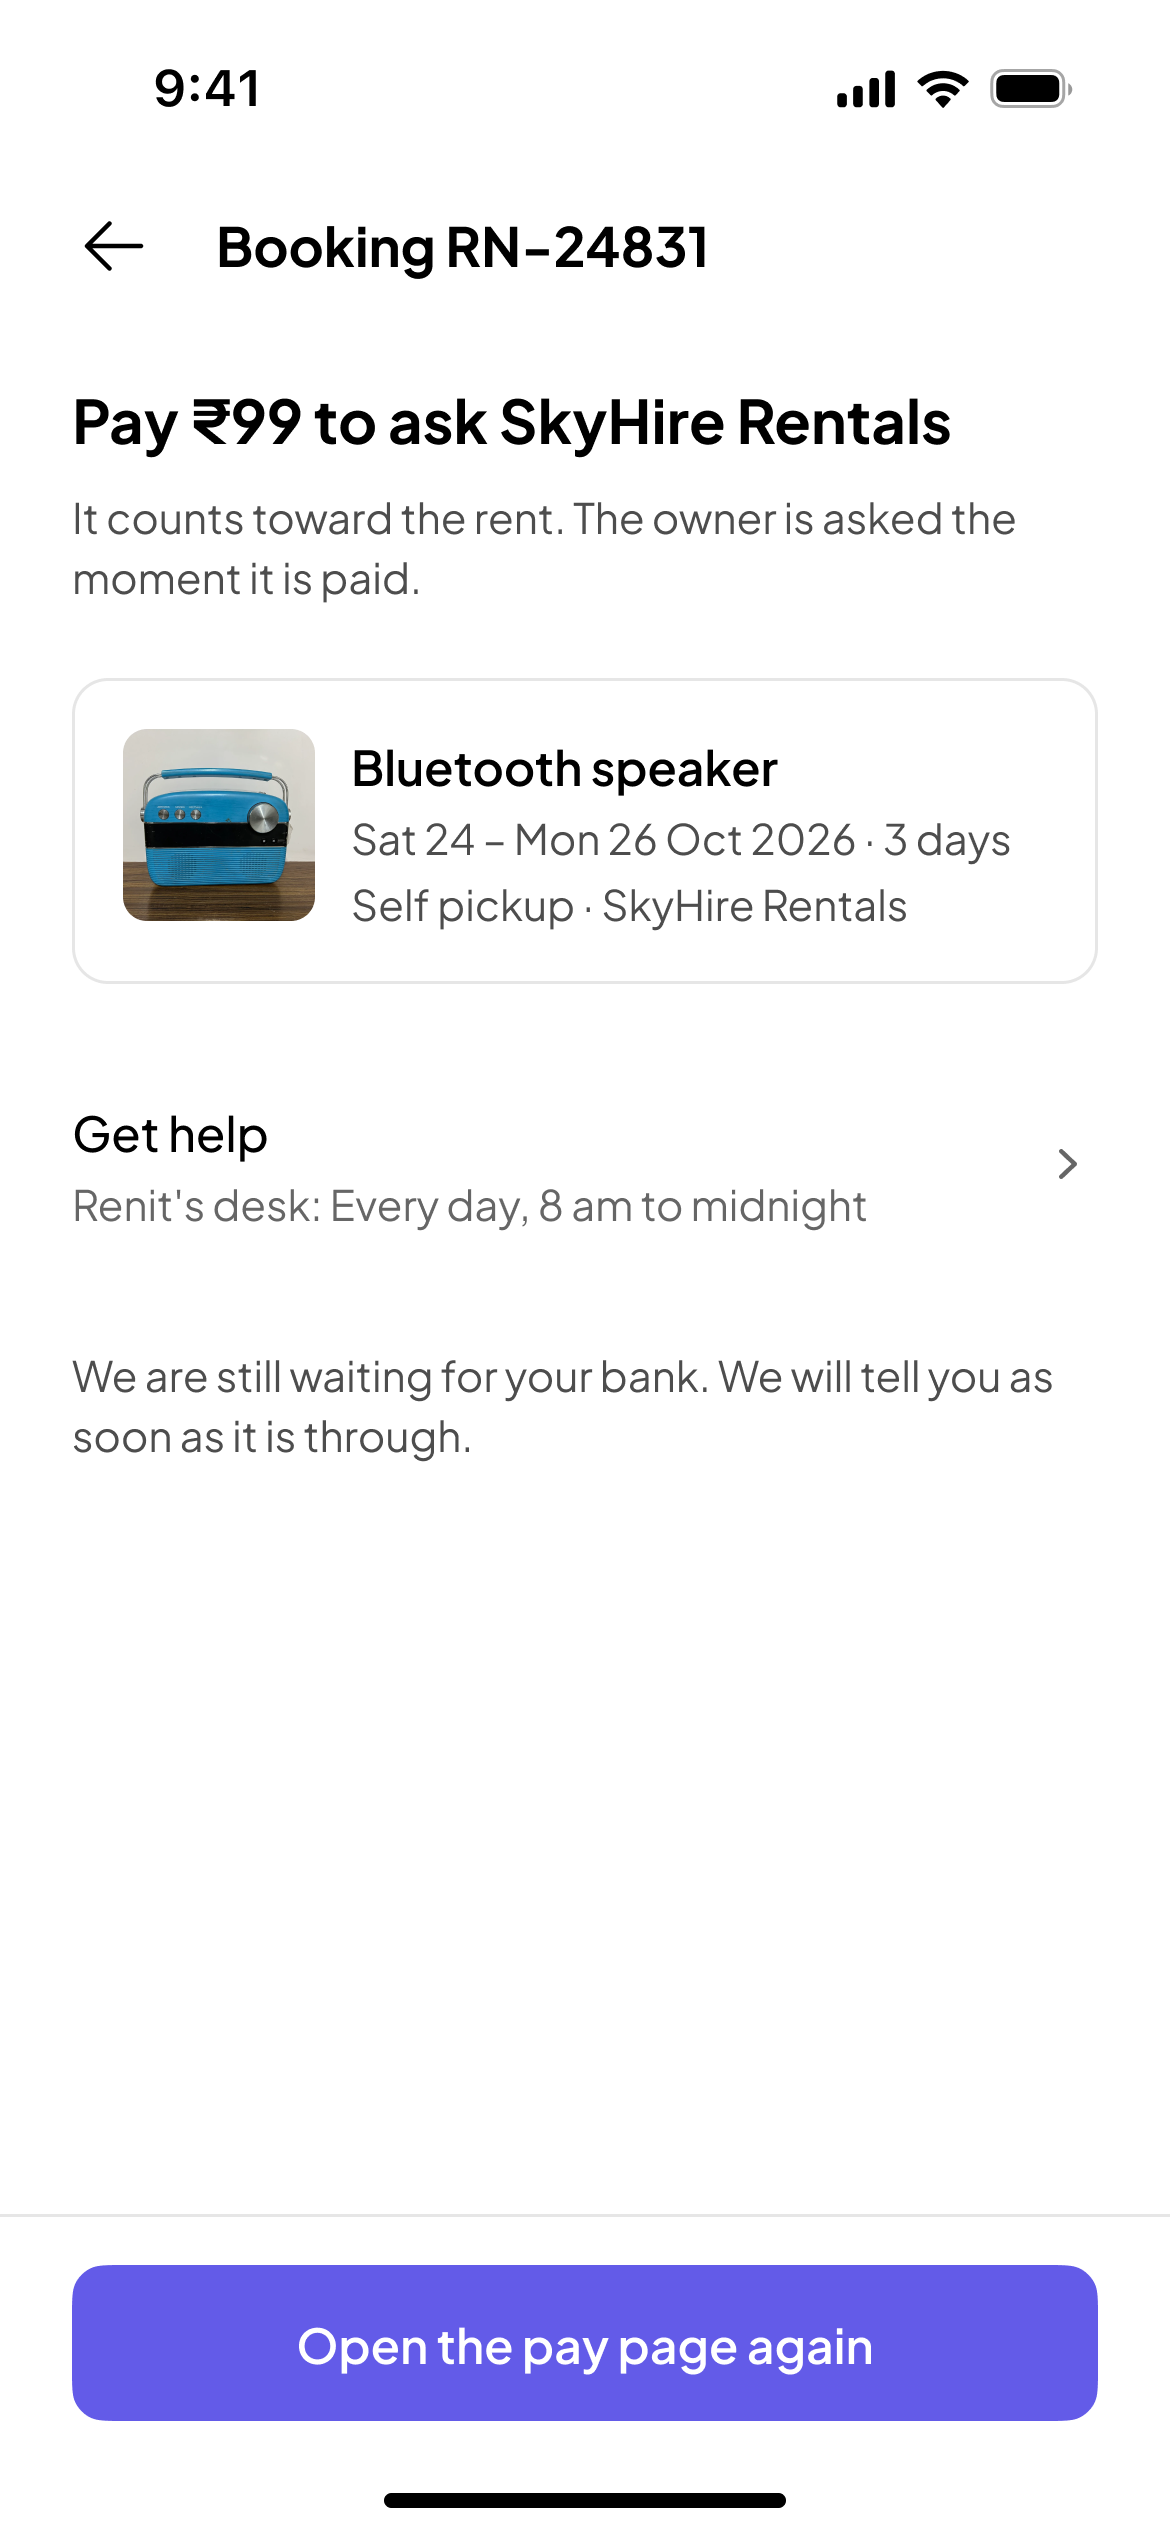 9:41
Booking RN-24831
Pay ₹99 to ask SkyHire Rentals
It counts toward the rent. The owner is asked the
moment it is paid.
Bluetooth speaker
Sat 24 – Mon 26 Oct 2026 · 3 days
Self pickup · SkyHire Rentals
Get help
Renit's desk: Every day, 8 am to midnight
We are still waiting for your bank. We will tell you as
soon as it is through.
Open the pay page again